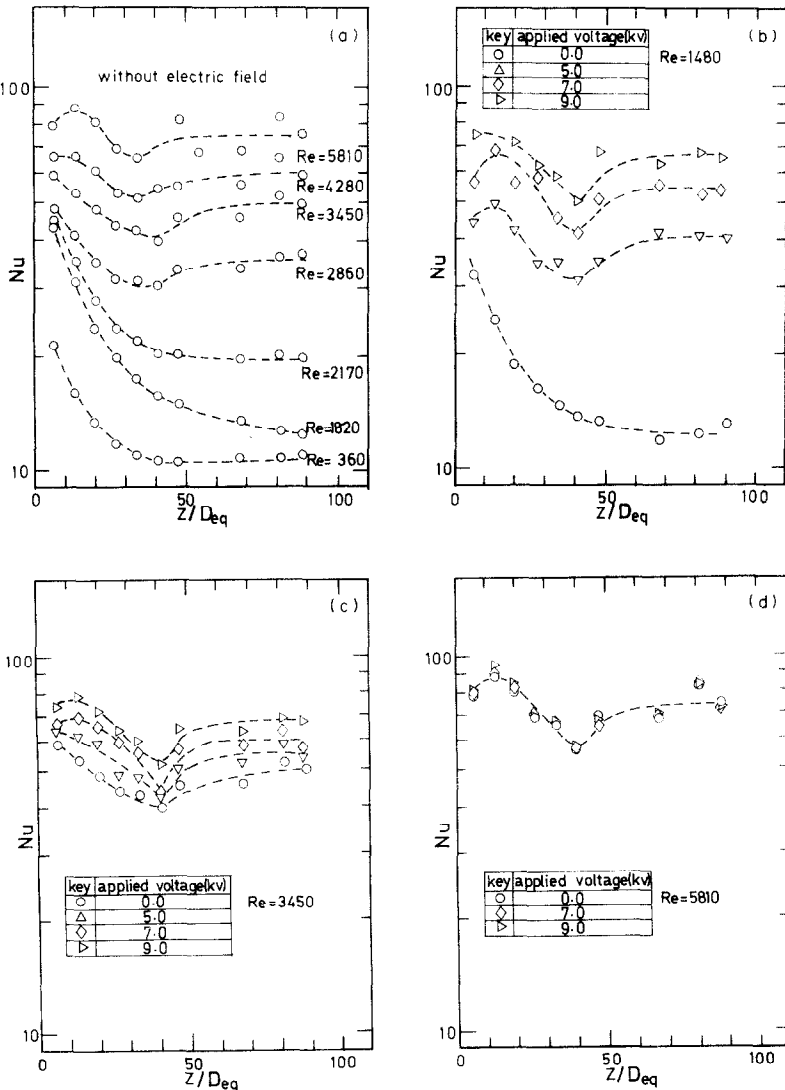 (a)
without electric field
100
10
Nu
Re=5810
Re=4280
Re=3450
Re=2860
Re=2170
Re=1820
Re= 360
0
50
100
Z/Deq
(b)
key applied voltage(kv)
0.0
5.0
7.0
9.0
Re=1480
100
10
Nu
0
50
100
Z/Deq
(c)
100
10
Nu
key applied voltage(kv)
0.0
5.0
7.0
9.0
Re=3450
0
50
100
Z/Deq
(d)
100
10
Nu
key applied voltage(kv)
0.0
7.0
9.0
Re=5810
0
50
100
Z/Deq